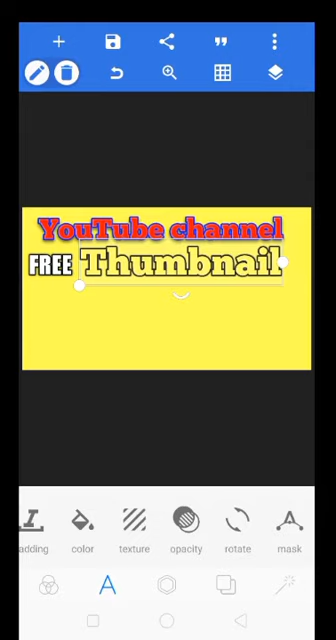 YouTube channel
FREE Thumbnail
adding color texture opacity rotate mask